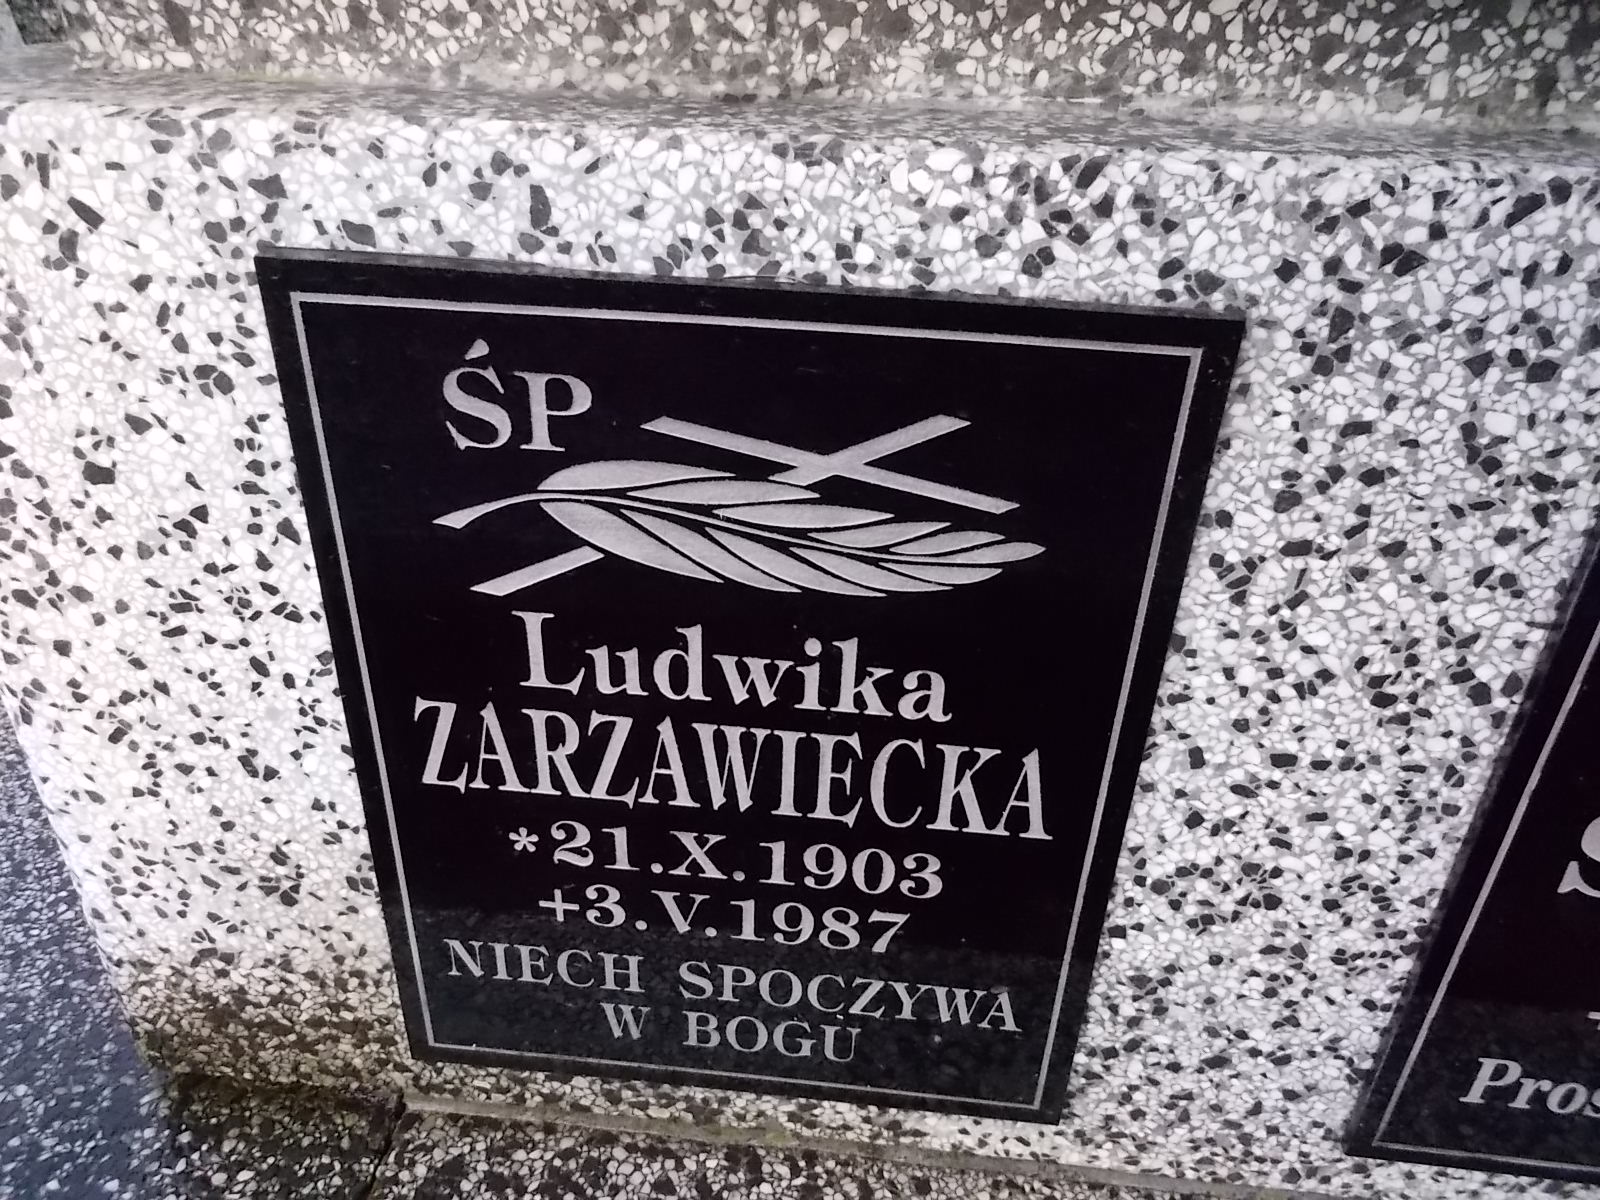 ŚP
Ludwika
ZARZAWIECKA
*21.X.1903
+3.V.1987
NIECH SPOCZYWA
W BOGU